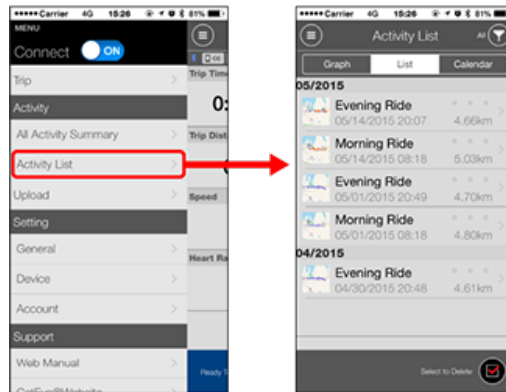 Carrier 4G 15:26 81%
MENU
Connect ON
Trip
Activity
All Activity Summary
Activity List
Upload
Setting
General
Device
Account
Support
Web Manual
Trip Time
0:
Trip Dist
Speed
Heart Ra
Ready
Carrier 4G 15:26 81%
Activity List All
Graph List Calendar
05/2015
Evening Ride
05/14/2015 20:07 4.66km
Morning Ride
05/14/2015 08:18 5.03km
Evening Ride
05/01/2015 20:49 4.70km
Morning Ride
05/01/2015 08:18 4.80km
04/2015
Evening Ride
04/30/2015 20:48 4.61km
Select to Delete